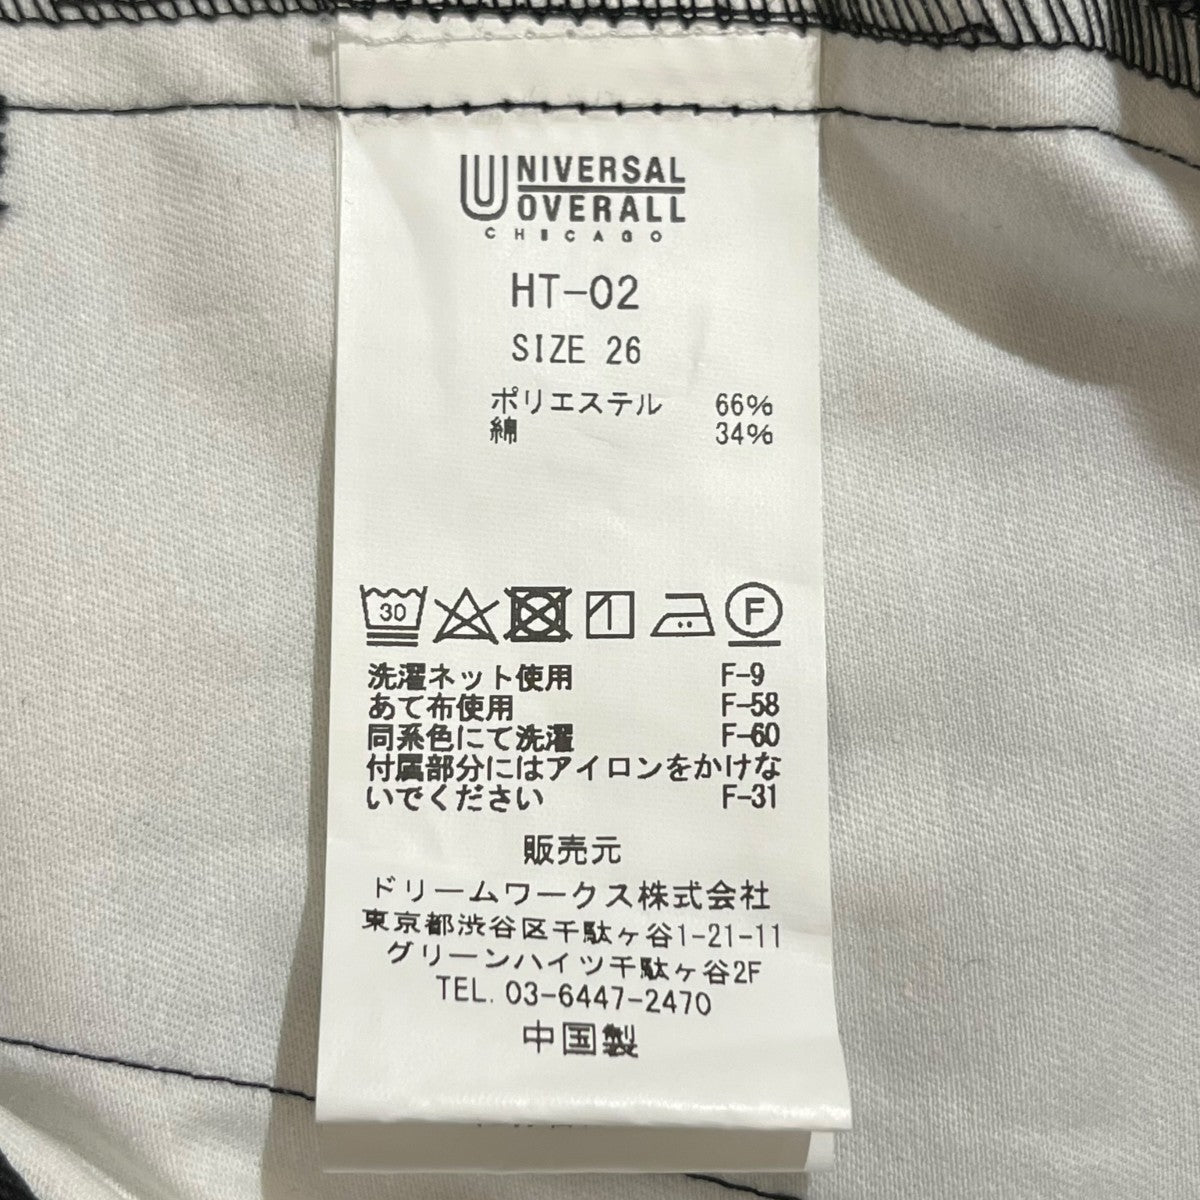 UNIVERSAL
OVERALL
CHICAGO
HT-02
SIZE 26
ポリエステル 66%
綿 34%
30
F
洗濯ネット使用 F-9
あて布使用 F-58
同系色にて洗濯 F-60
付属部分にはアイロンをかけな
いでください F-31
販売元
ドリームワークス株式会社
東京都渋谷区千駄ヶ谷1-21-11
グリーンハイツ千駄ヶ谷2F
TEL. 03-6447-2470
中国製